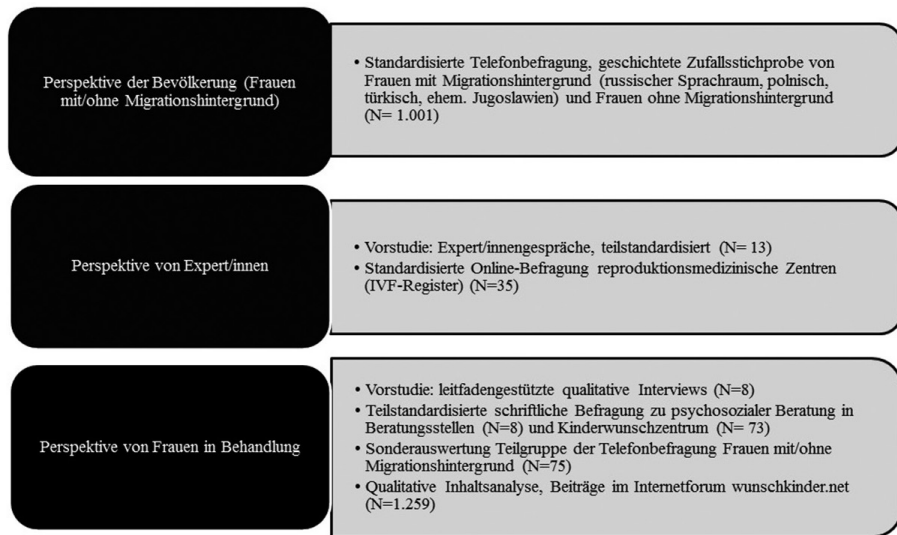 Perspektive der Bevölkerung (Frauen
mit/ohne Migrationshintergrund)
• Standardisierte Telefonbefragung, geschichtete Zufallsstichprobe von
Frauen mit Migrationshintergrund (russischer Sprachraum, polnisch,
türkisch, ehem. Jugoslawien) und Frauen ohne Migrationshintergrund
(N= 1.001)
Perspektive von Expert/innen
• Vorstudie: Expert/innengespräche, teilstandardisiert (N= 13)
• Standardisierte Online-Befragung reproduktionsmedizinische Zentren
(IVF-Register) (N=35)
Perspektive von Frauen in Behandlung
• Vorstudie: leitfadengestützte qualitative Interviews (N=8)
• Teilstandardisierte schriftliche Befragung zu psychosozialer Beratung in
Beratungsstellen (N=8) und Kinderwunschzentrum (N= 73)
• Sonderauswertung Teilgruppe der Telefonbefragung Frauen mit/ohne
Migrationshintergrund (N=75)
• Qualitative Inhaltsanalyse, Beiträge im Internetforum wunschkinder.net
(N=1.259)